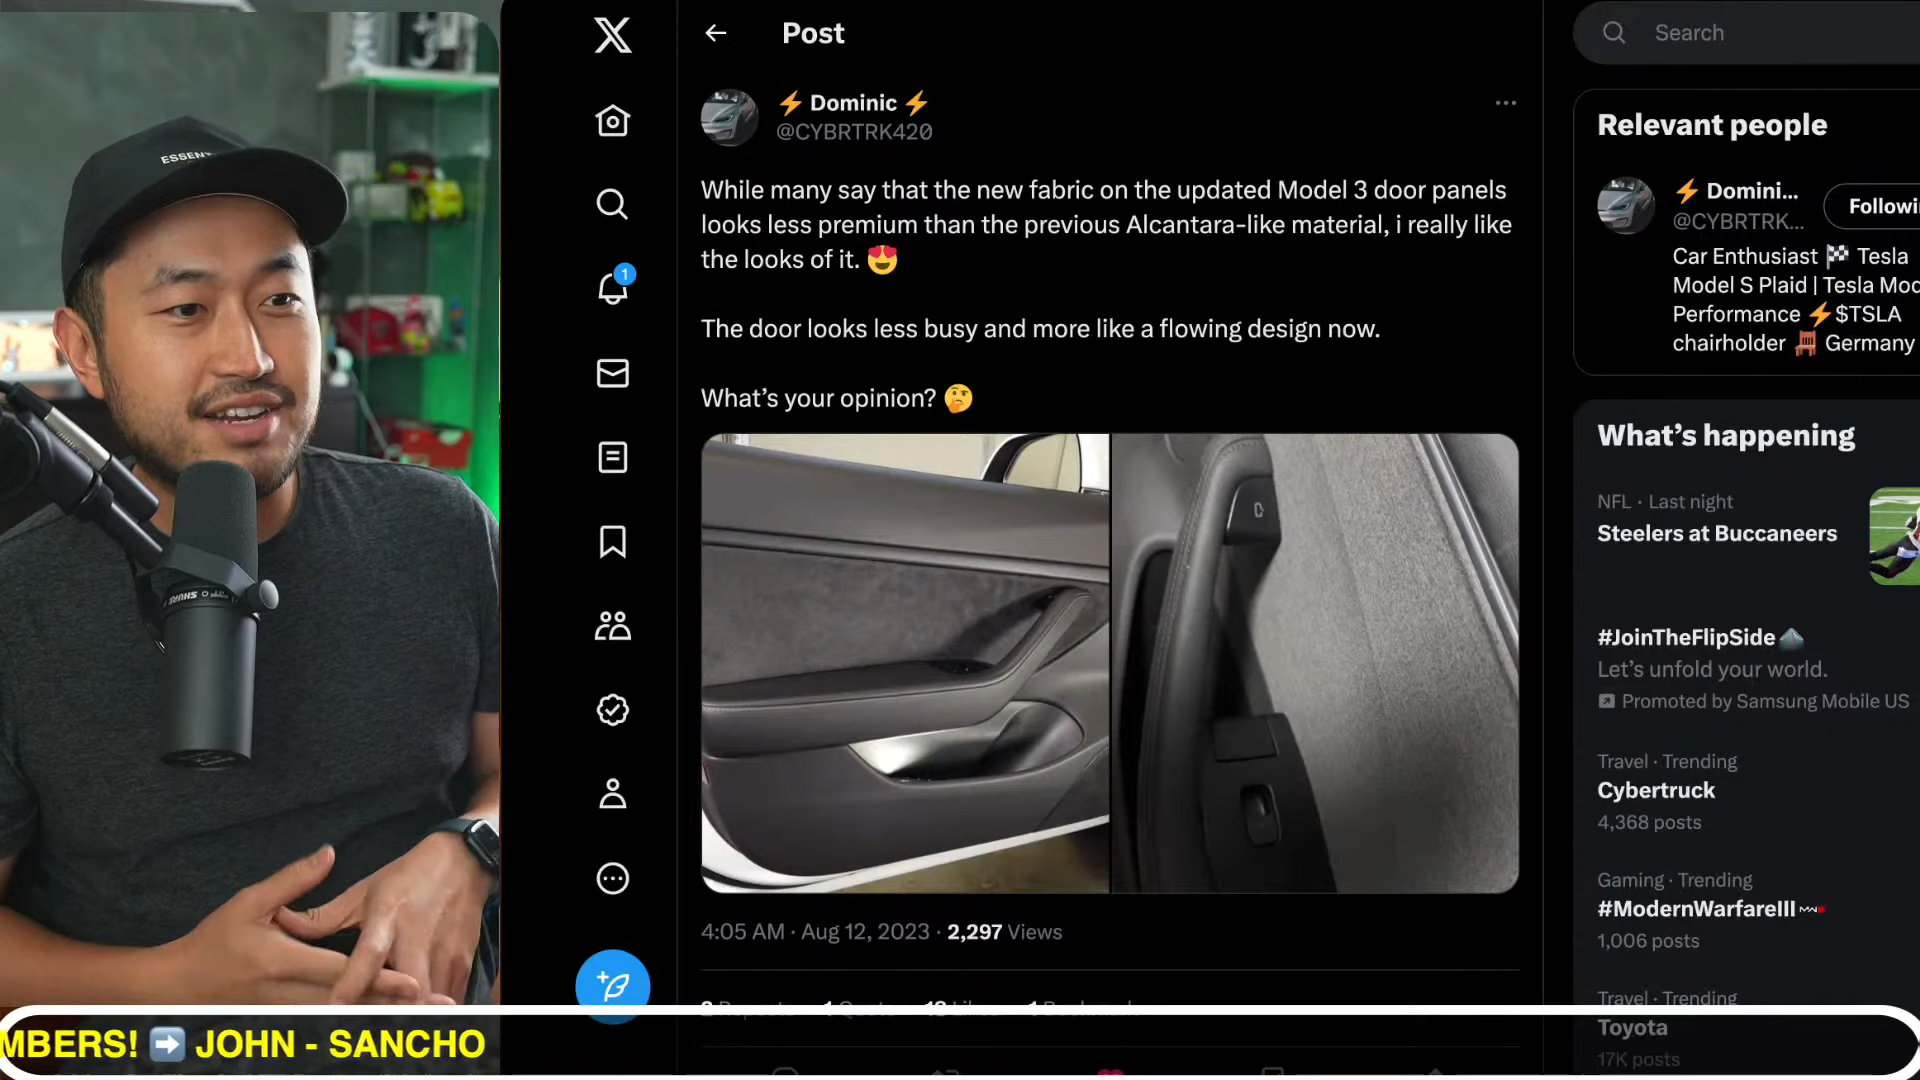 ESSENT
SHURE
X
1
Post
⚡ Dominic ⚡
@CYBRTRK420
While many say that the new fabric on the updated Model 3 door panels
looks less premium than the previous Alcantara-like material, i really like
the looks of it. 😍
The door looks less busy and more like a flowing design now.
What's your opinion? 🤔
4:05 AM · Aug 12, 2023 · 2,297 Views
Search
Relevant people
⚡ Domini...
@CYBRTRK...
Followin
Car Enthusiast 🏁 Tesla
Model S Plaid | Tesla Moc
Performance ⚡$TSLA
chairholder 🪑 Germany
What's happening
NFL · Last night
Steelers at Buccaneers
#JoinTheFlipSide
Let's unfold your world.
Promoted by Samsung Mobile US
Travel · Trending
Cybertruck
4,368 posts
Gaming · Trending
#ModernWarfareIII
1,006 posts
Travel · Trending
Toyota
17K posts
MBERS! ➡️ JOHN - SANCHO